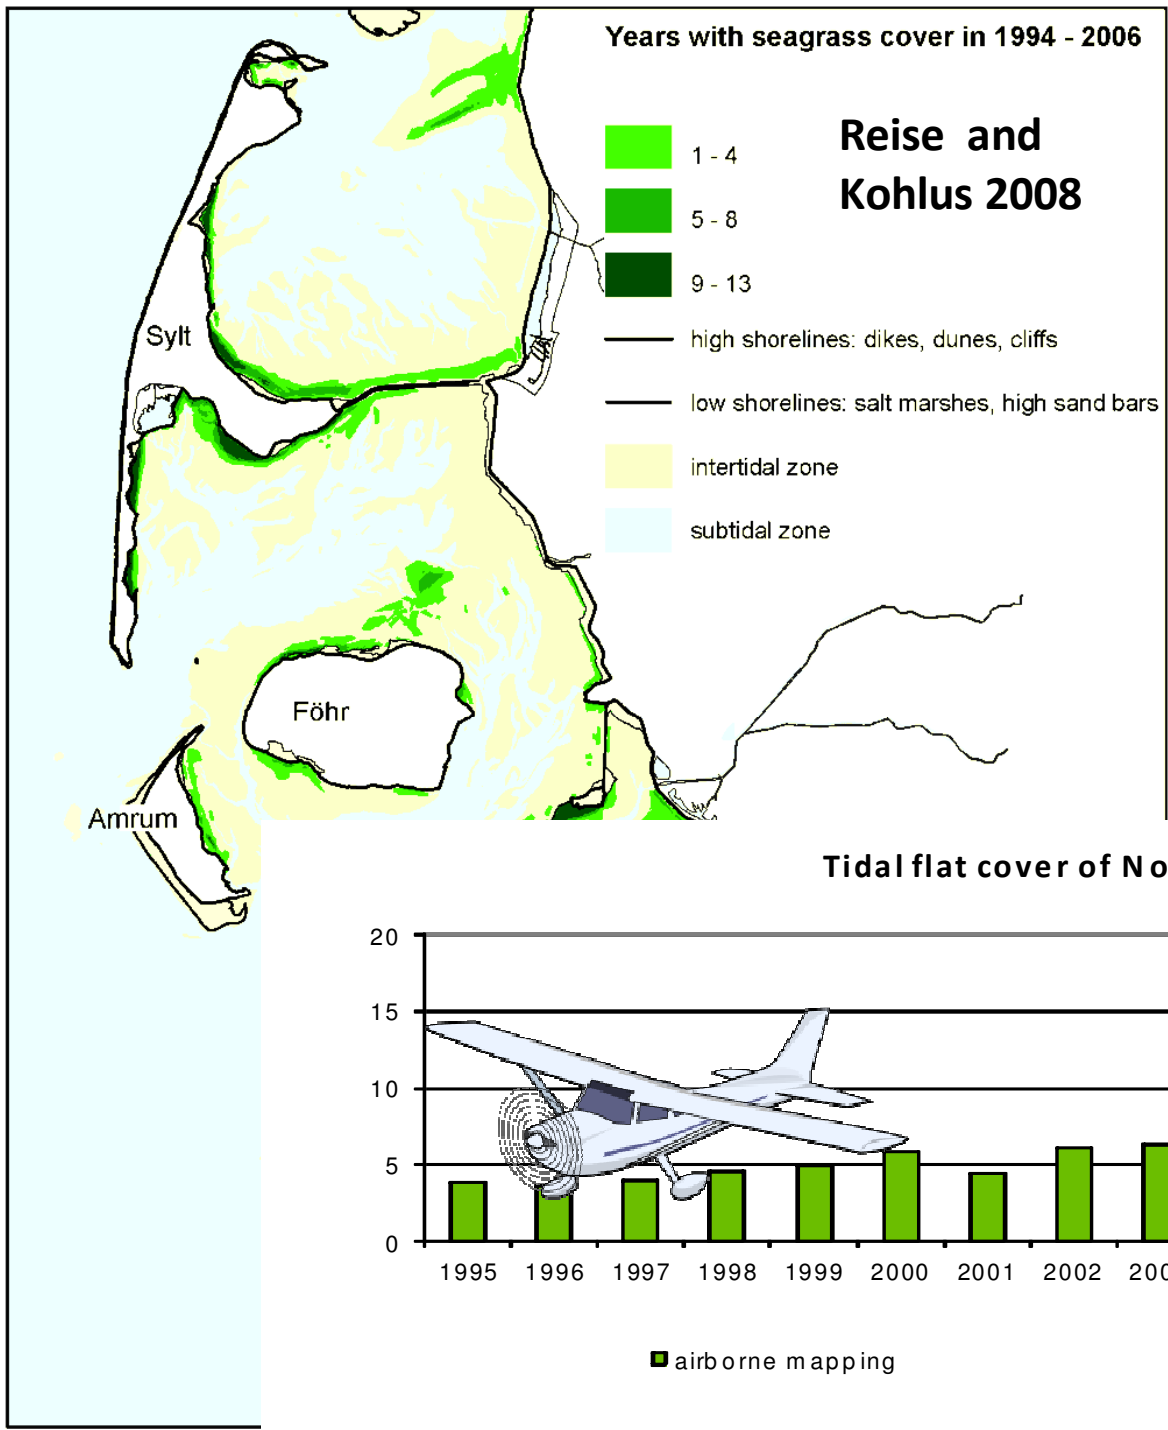 Years with seagrass cover in 1994 - 2006
Reise and
Kohlus 2008
1 - 4
5 - 8
9 - 13
high shorelines: dikes, dunes, cliffs
low shorelines: salt marshes, high sand bars
intertidal zone
subtidal zone
Sylt
Föhr
Amrum
Tidal flat cover of No
20
15
10
5
0
1995 1996 1997 1998 1999 2000 2001 2002 200
airborne mapping